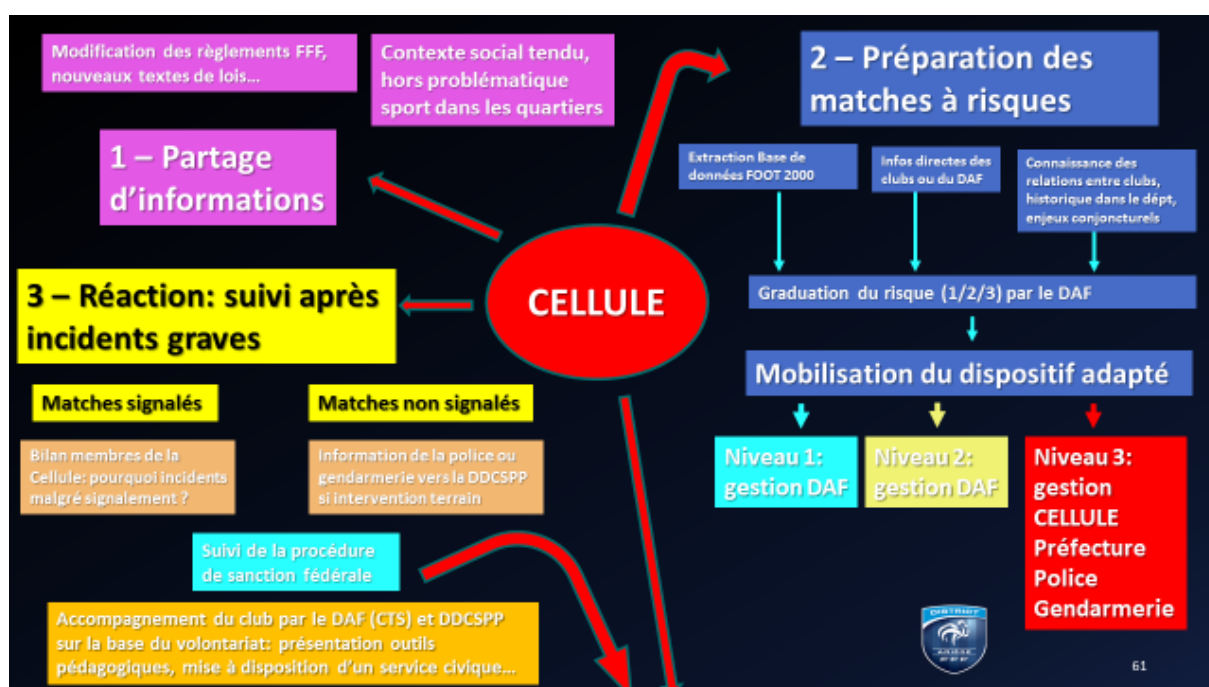 Modification des règlements FFF,
nouveaux textes de lois...
Contexte social tendu,
hors problématique
sport dans les quartiers
1 – Partage
d'informations
2 – Préparation des
matches à risques
Extraction Base de
données FOOT 2000
Infos directes des
clubs ou du DAF
Connaissance des
relations entre clubs,
historique dans le dépt,
enjeux conjoncturels
CELLULE
Graduation du risque (1/2/3) par le DAF
3 – Réaction: suivi après
incidents graves
Mobilisation du dispositif adapté
Matches signalés
Matches non signalés
Bilan membres de la
Cellule: pourquoi incidents
malgré signalement ?
Information de la police ou
gendarmerie vers la DDCSPP
si intervention terrain
Niveau 1:
gestion DAF
Niveau 2:
gestion DAF
Niveau 3:
gestion
CELLULE
Préfecture
Police
Gendarmerie
Suivi de la procédure
de sanction fédérale
Accompagnement du club par le DAF (CTS) et DDCSPP
sur la base du volontariat: présentation outils
pédagogiques, mise à disposition d'un service civique...
DISTRICT
61